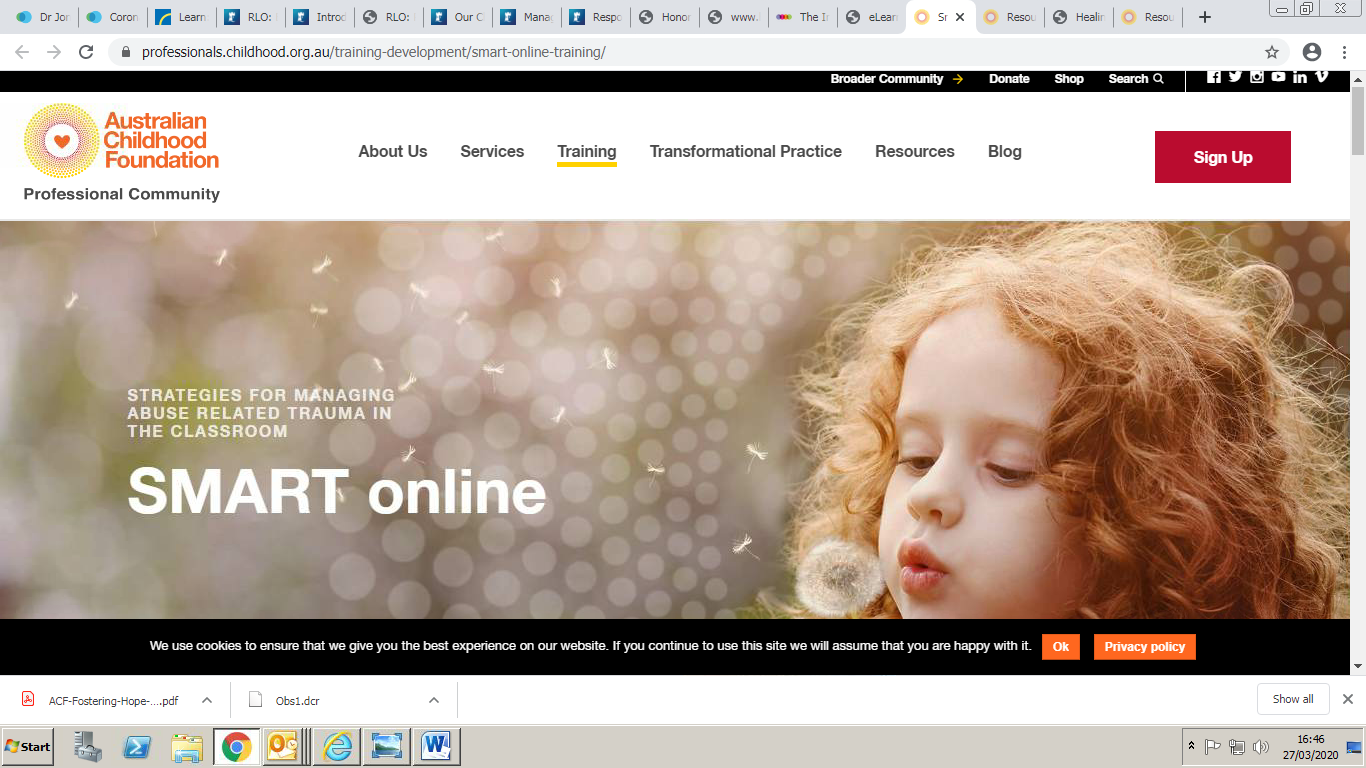 Dr Jor
Coron
Learn
RLO:
Introd
RLO:
Our C
Manag
Respo
Honor
www.
The I
eLearn
Resou
Healin
Resou
professionals.childhood.org.au/training-development/smart-online-training/
Broader Community → Donate Shop Search
Australian
Childhood
Foundation
Professional Community
About Us Services Training Transformational Practice Resources Blog
Sign Up
STRATEGIES FOR MANAGING
ABUSE RELATED TRAUMA IN
THE CLASSROOM
SMART online
We use cookies to ensure that we give you the best experience on our website. If you continue to use this site we will assume that you are happy with it. Ok Privacy policy
ACF-Fostering-Hope-....pdf Obs1.dcr Show all
Start
16:46
27/03/2020